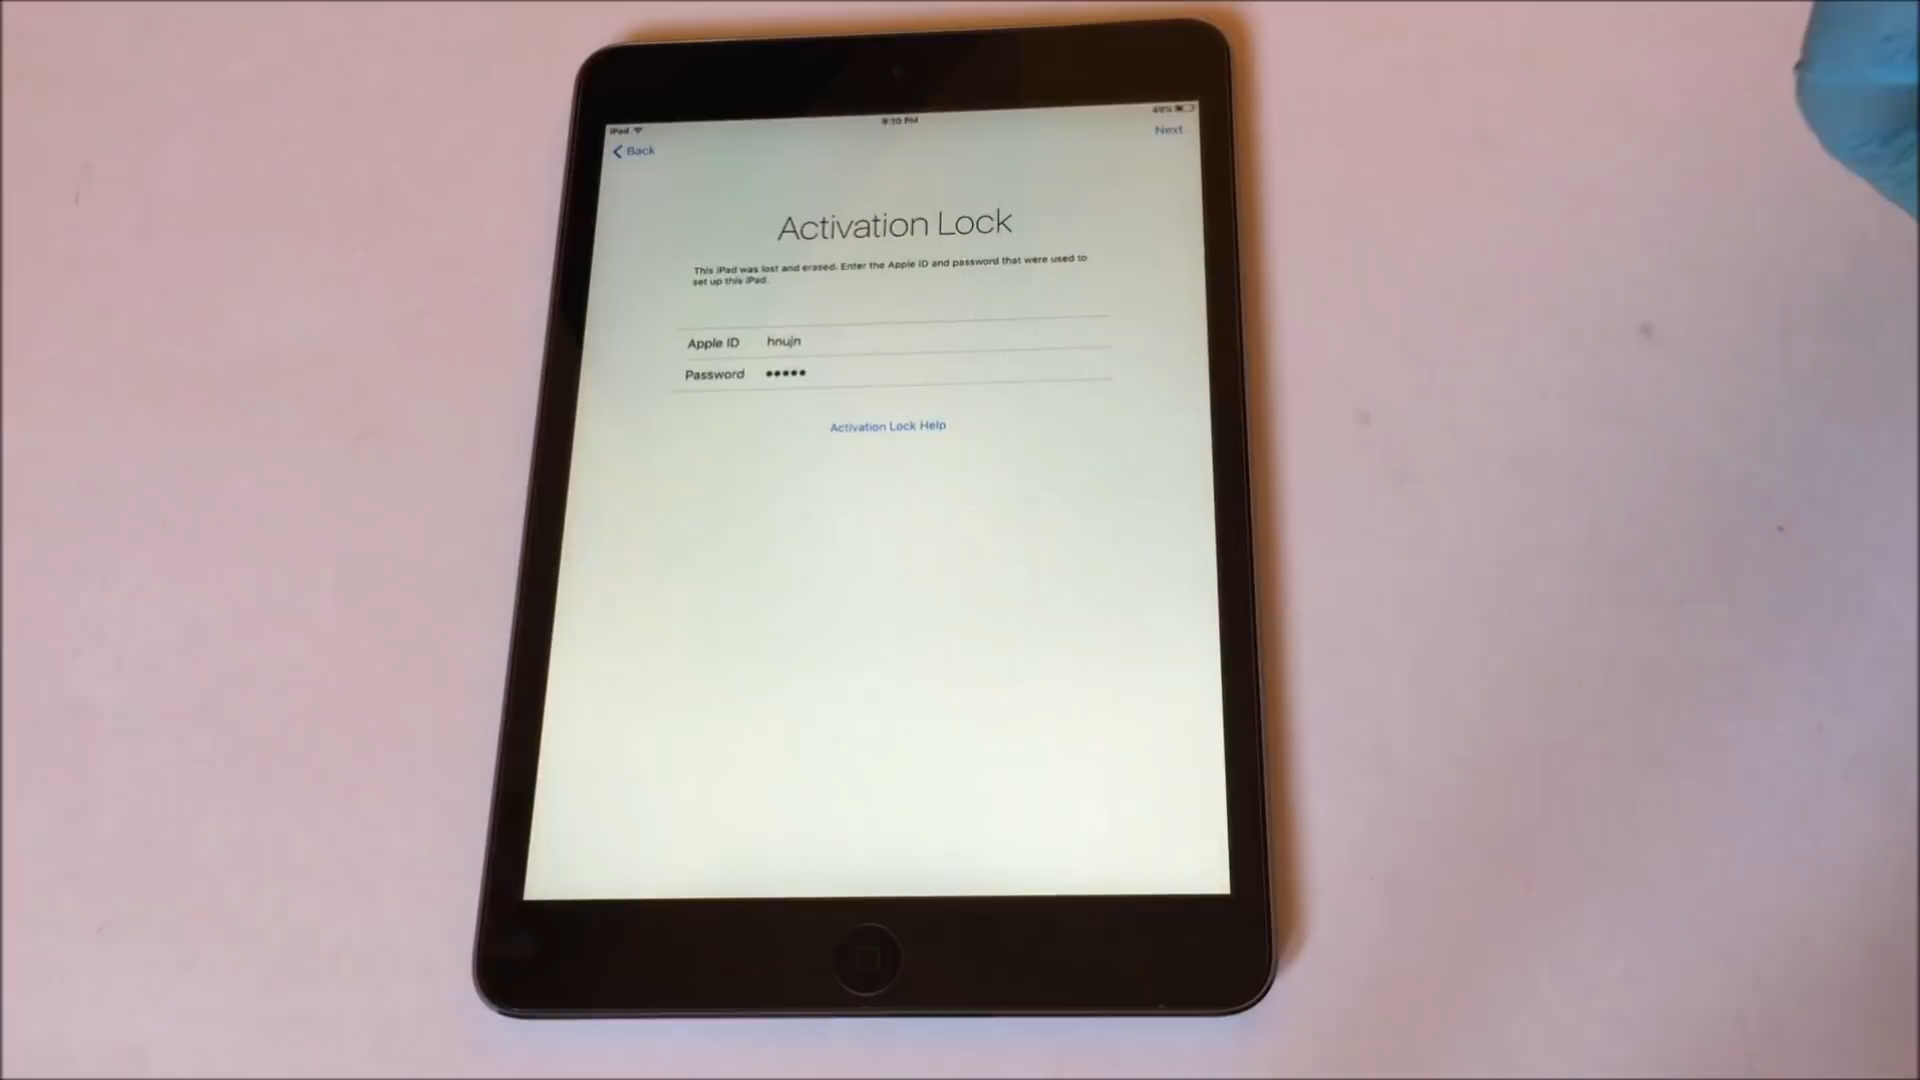 iPad
9:10 PM
Back
Next
Activation Lock
This iPad was lost and erased. Enter the Apple ID and password that were used to
set up this iPad.
Apple ID hnujn
Password •••••
Activation Lock Help